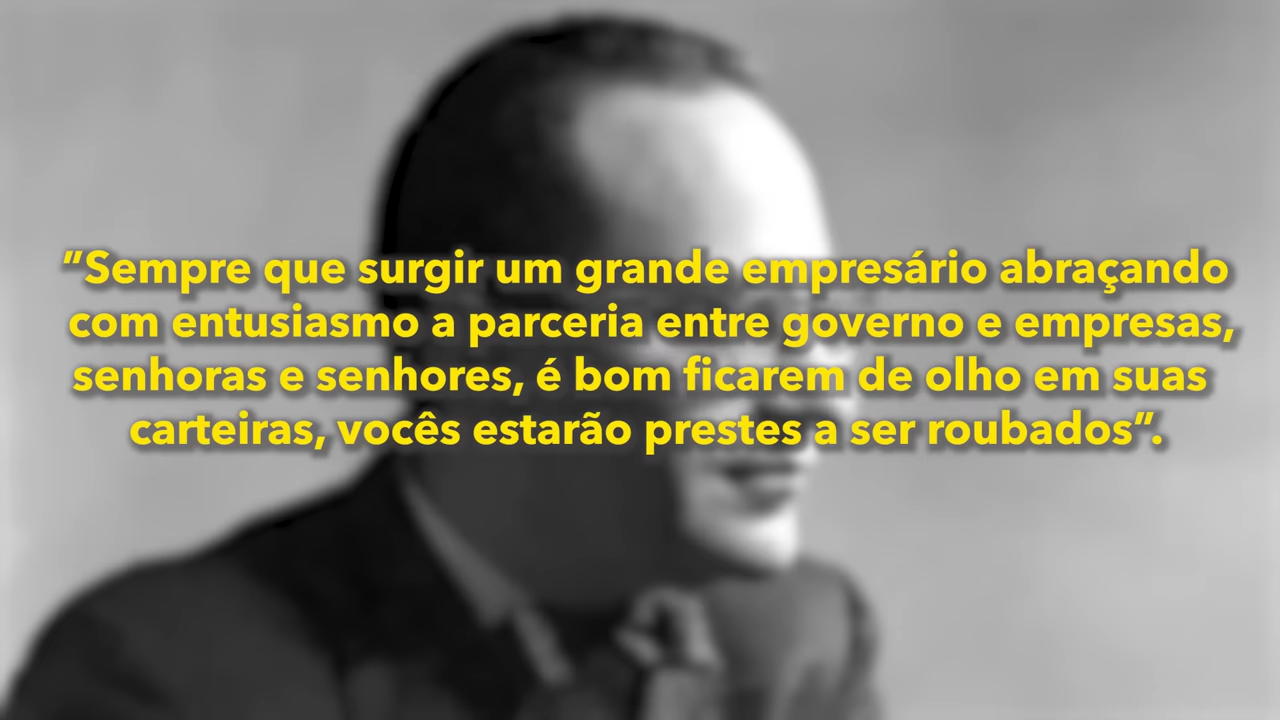 ”Sempre que surgir um grande empresário abraçando
com entusiasmo a parceria entre governo e empresas,
senhoras e senhores, é bom ficarem de olho em suas
carteiras, vocês estarão prestes a ser roubados”.